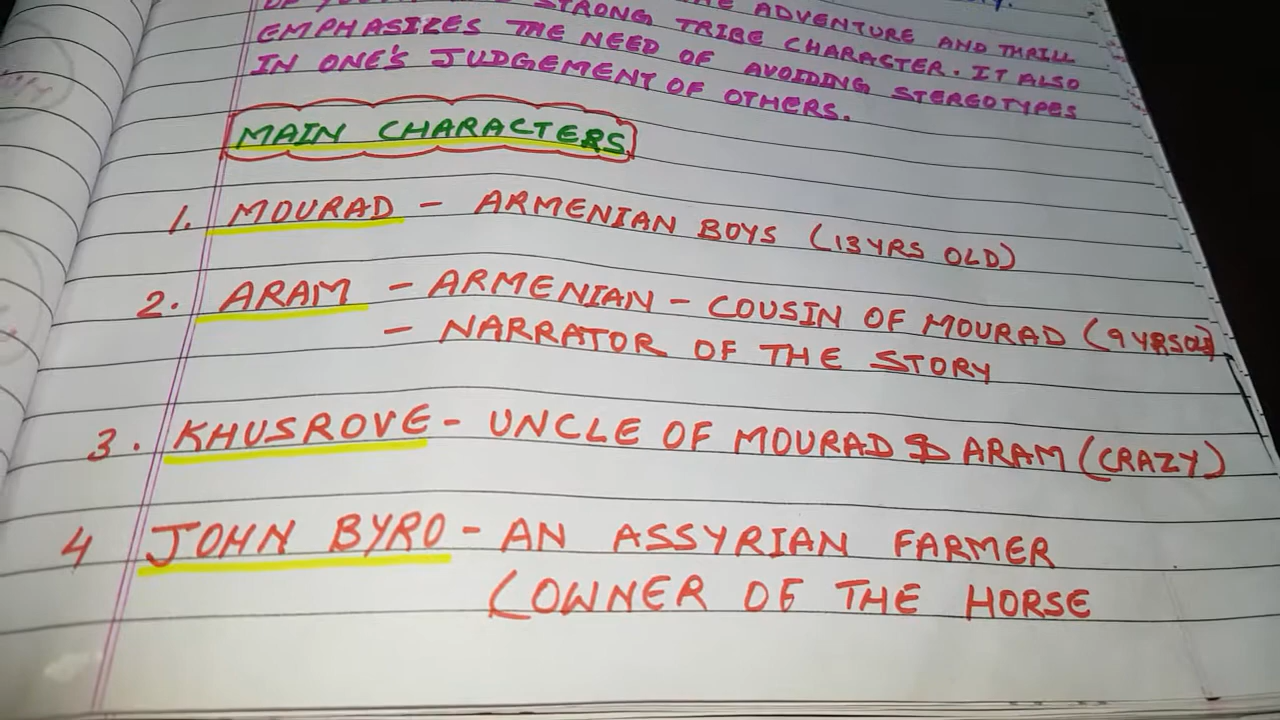 STRONG TRIBE CHARACTER. IT ALSO
ADVENTURE AND THRILL
EMPHASIZES THE NEED OF AVOIDING STEREOTYPES
IN ONE'S JUDGEMENT OF OTHERS.
MAIN CHARACTERS
1. MOURAD - ARMENIAN BOYS (13YRS OLD)
2. ARAM - ARMENIAN - COUSIN OF MOURAD (9 YRS OLD)
- NARRATOR OF THE STORY
3. KHUSROVE - UNCLE OF MOURAD & ARAM (CRAZY)
4 JOHN BYRO - AN ASSYRIAN FARMER
(OWNER OF THE HORSE